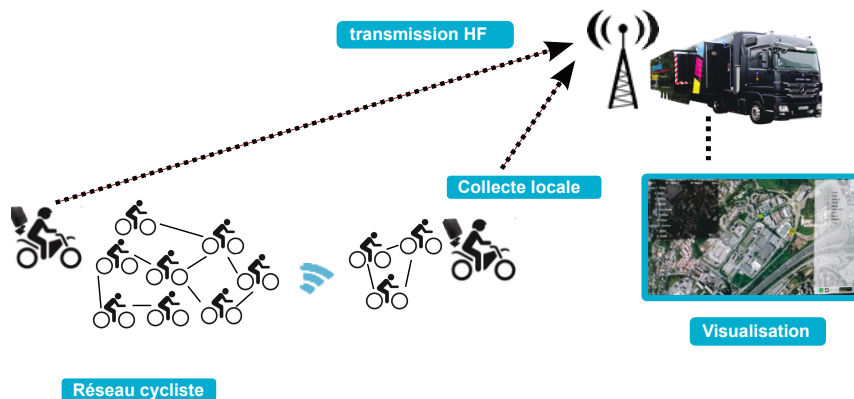 transmission HF
Collecte locale
Visualisation
Réseau cycliste